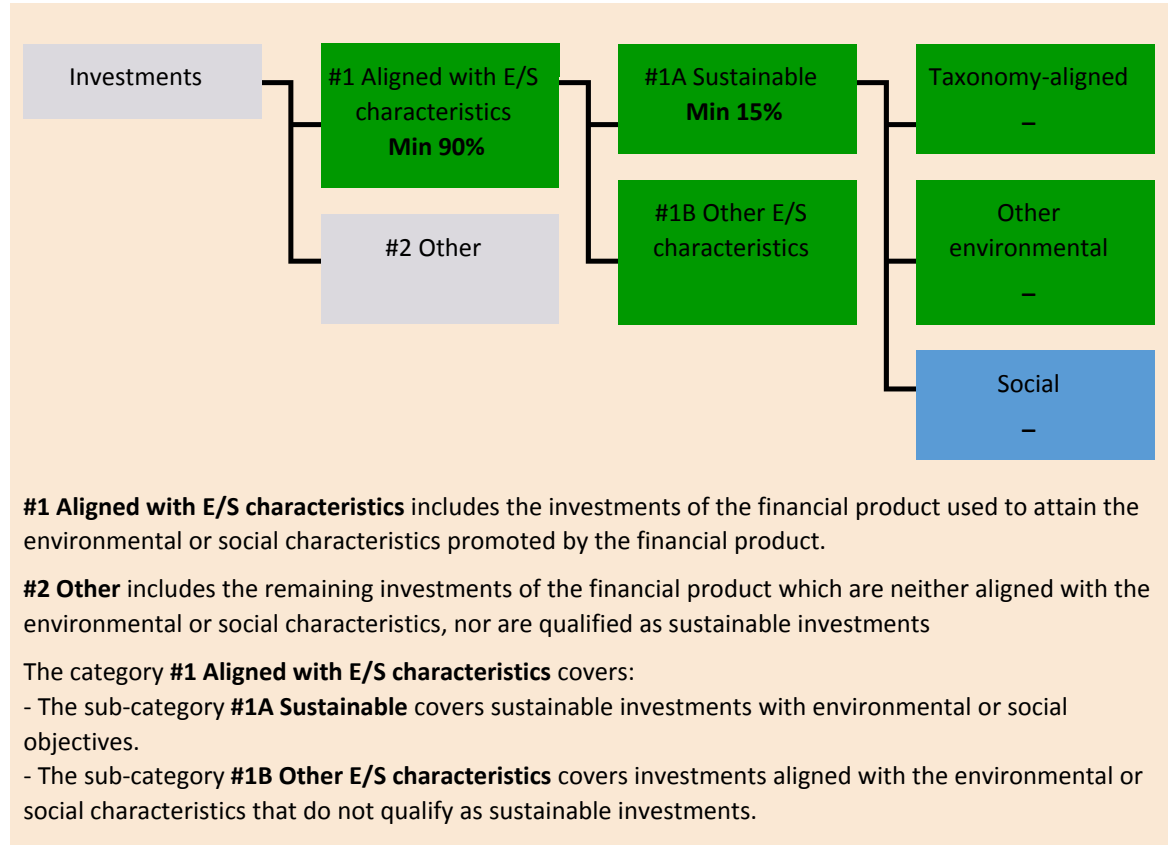 Investments
#1 Aligned with E/S
characteristics
Min 90%
#2 Other
#1A Sustainable
Min 15%
#1B Other E/S
characteristics
Taxonomy-aligned
–
Other
environmental
–
Social
–
#1 Aligned with E/S characteristics includes the investments of the financial product used to attain the
environmental or social characteristics promoted by the financial product.
#2 Other includes the remaining investments of the financial product which are neither aligned with the
environmental or social characteristics, nor are qualified as sustainable investments
The category #1 Aligned with E/S characteristics covers:
- The sub-category #1A Sustainable covers sustainable investments with environmental or social
objectives.
- The sub-category #1B Other E/S characteristics covers investments aligned with the environmental or
social characteristics that do not qualify as sustainable investments.